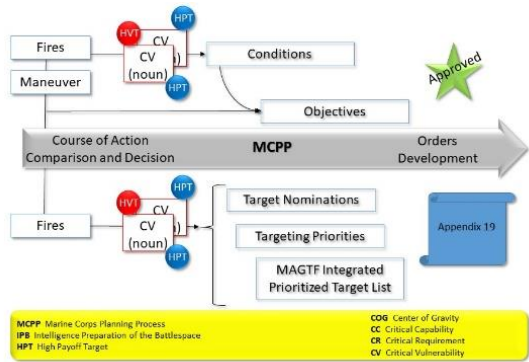 HPT
HVT
CV
CV
(noun)
HPT
Fires
Maneuver
Conditions
Objectives
Approved
Course of Action
Comparison and Decision
MCPP
Orders
Development
Fires
HPT
HVT
CV
CV
(noun)
HPT
Target Nominations
Targeting Priorities
MAGTF Integrated
Prioritized Target List
Appendix 19
MCPP Marine Corps Planning Process
IPB Intelligence Preparation of the Battlespace
HPT High Payoff Target
COG Center of Gravity
CC Critical Capability
CR Critical Requirement
CV Critical Vulnerability